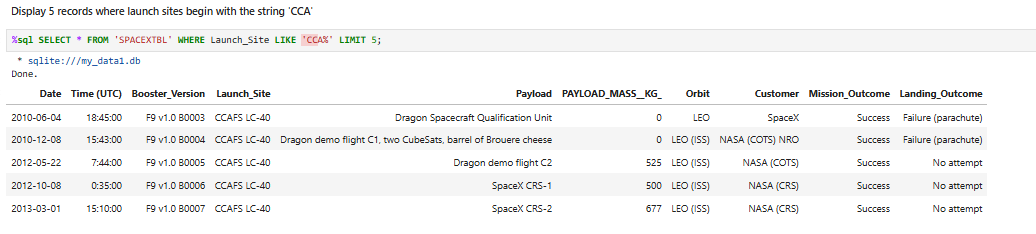 Display 5 records where launch sites begin with the string 'CCA'
%sql SELECT * FROM 'SPACEXTBL' WHERE Launch_Site LIKE 'CCA%' LIMIT 5;
* sqlite:///my_data1.db
Done.
Date Time (UTC) Booster_Version Launch_Site Payload PAYLOAD_MASS__KG_ Orbit Customer Mission_Outcome Landing_Outcome
2010-06-04 18:45:00 F9 v1.0 B0003 CCAFS LC-40 Dragon Spacecraft Qualification Unit 0 LEO SpaceX Success Failure (parachute)
2010-12-08 15:43:00 F9 v1.0 B0004 CCAFS LC-40 Dragon demo flight C1, two CubeSats, barrel of Brouere cheese 0 LEO (ISS) NASA (COTS) NRO Success Failure (parachute)
2012-05-22 7:44:00 F9 v1.0 B0005 CCAFS LC-40 Dragon demo flight C2 525 LEO (ISS) NASA (COTS) Success No attempt
2012-10-08 0:35:00 F9 v1.0 B0006 CCAFS LC-40 SpaceX CRS-1 500 LEO (ISS) NASA (CRS) Success No attempt
2013-03-01 15:10:00 F9 v1.0 B0007 CCAFS LC-40 SpaceX CRS-2 677 LEO (ISS) NASA (CRS) Success No attempt